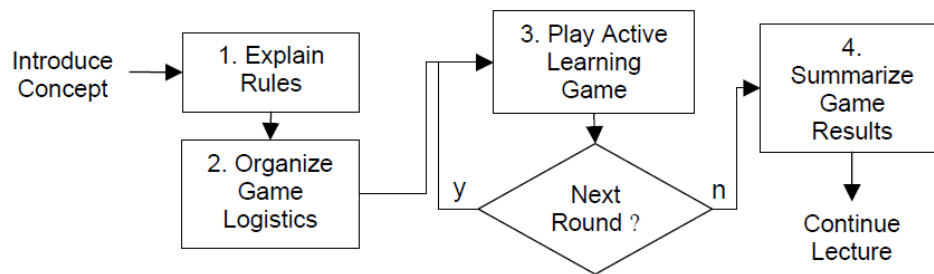 Introduce
Concept
1. Explain
Rules
2. Organize
Game
Logistics
3. Play Active
Learning
Game
y
Next
Round ?
n
4.
Summarize
Game
Results
Continue
Lecture